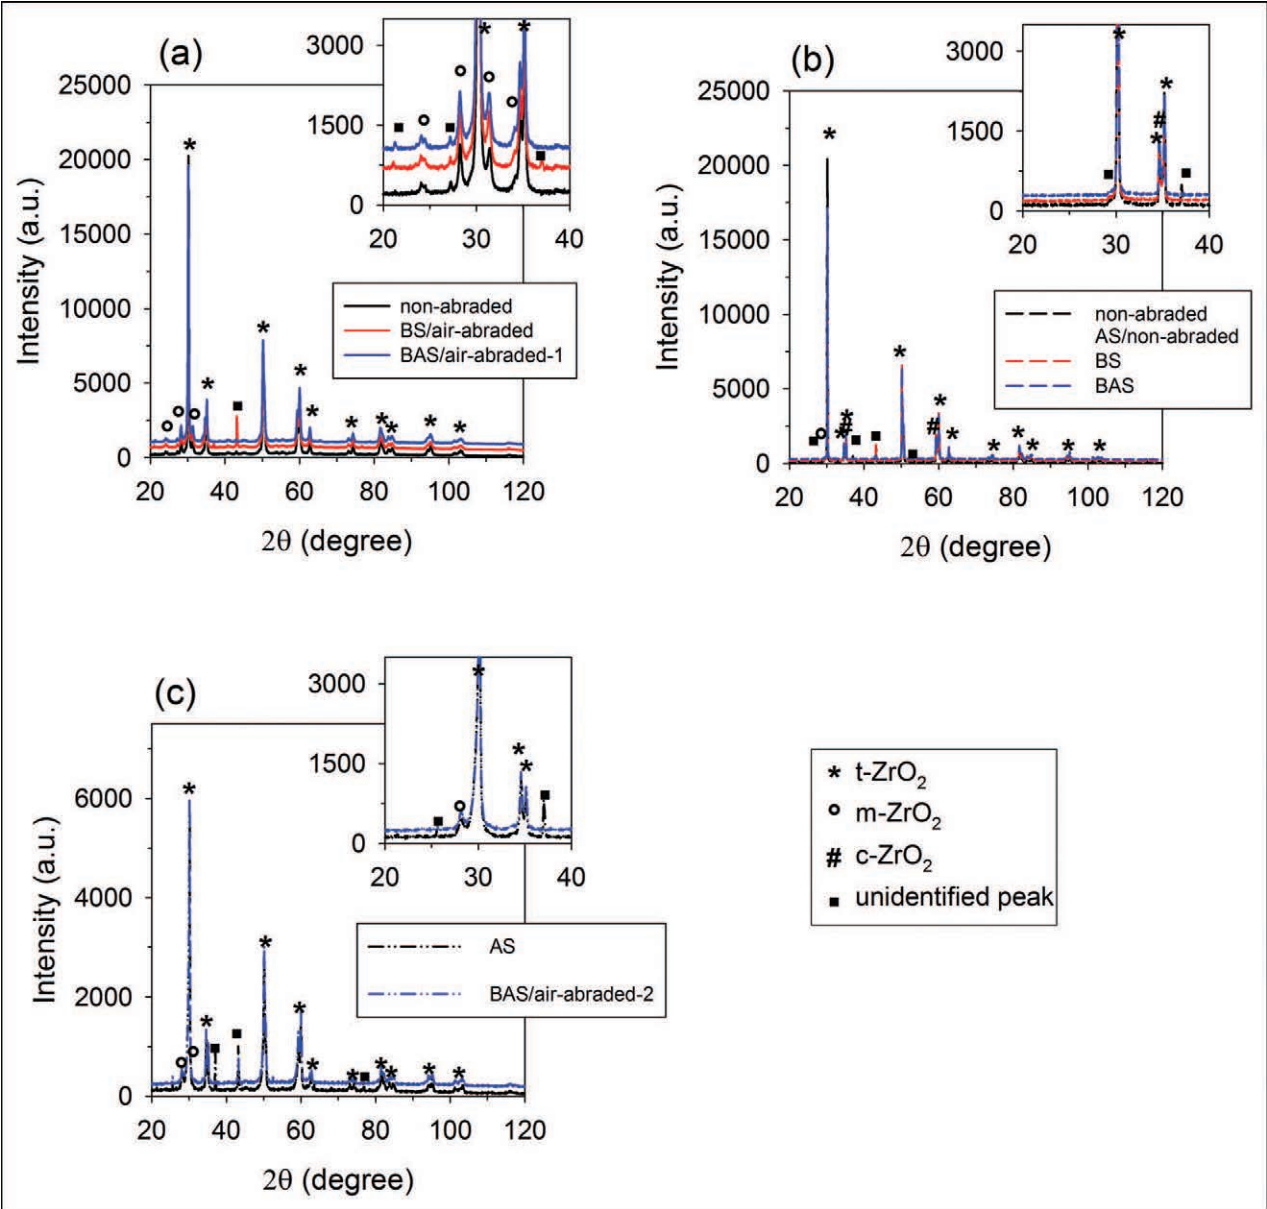 (a)
3000
1500
0
20 30 40
25000
20000
15000
10000
5000
0
Intensity (a.u.)
non-abraded
BS/air-abraded
BAS/air-abraded-1
20 40 60 80 100 120
2θ (degree)
(b)
3000
1500
0
20 30 40
25000
20000
15000
10000
5000
0
Intensity (a.u.)
non-abraded
AS/non-abraded
BS
BAS
20 40 60 80 100 120
2θ (degree)
(c)
3000
1500
0
20 30 40
6000
4000
2000
0
Intensity (a.u.)
AS
BAS/air-abraded-2
20 40 60 80 100 120
2θ (degree)
* t-ZrO₂
o m-ZrO₂
# c-ZrO₂
■ unidentified peak